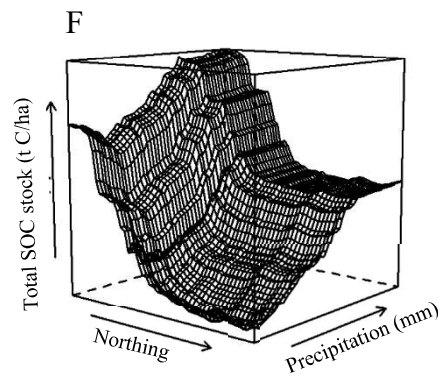 F
Total SOC stock (t C/ha)
Northing
Precipitation (mm)